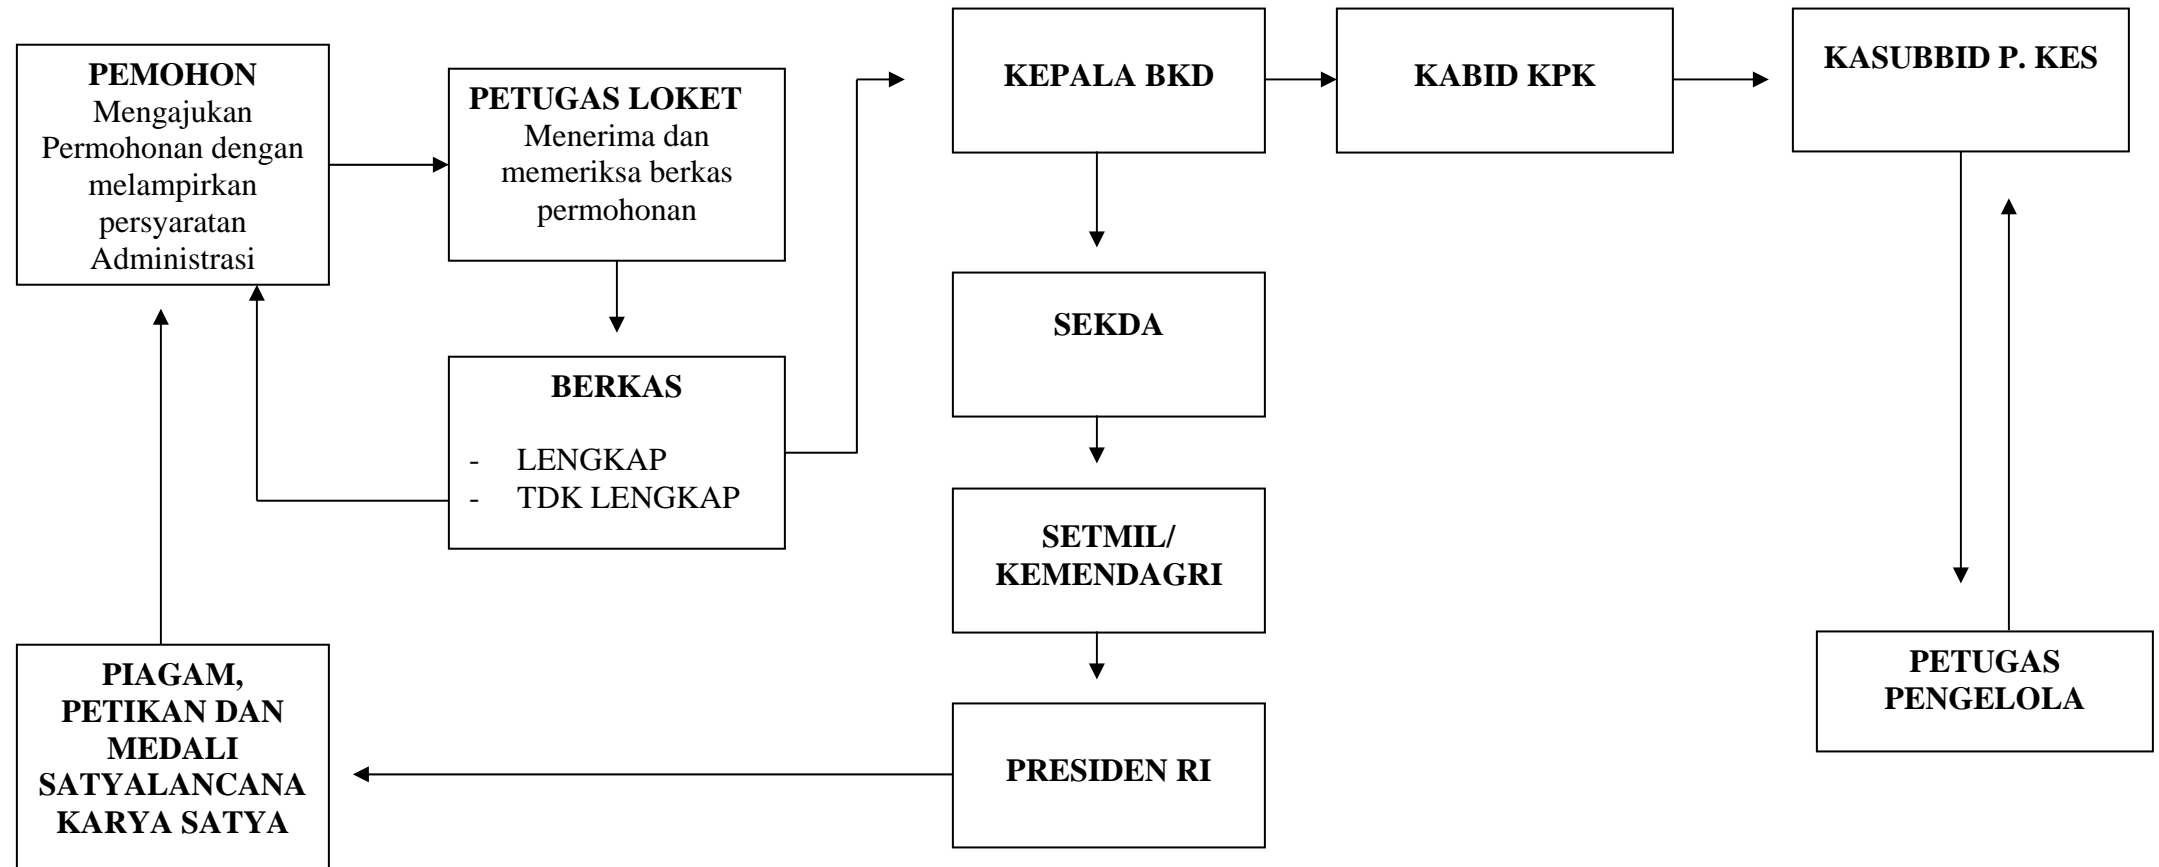 PEMOHON
Mengajukan
Permohonan dengan
melampirkan
persyaratan
Administrasi
PETUGAS LOKET
Menerima dan
memeriksa berkas
permohonan
BERKAS
- LENGKAP
- TDK LENGKAP
KEPALA BKD
KABID KPK
KASUBBID P. KES
SEKDA
SETMIL/
KEMENDAGRI
PRESIDEN RI
PETUGAS
PENGELOLA
PIAGAM,
PETIKAN DAN
MEDALI
SATYALANCANA
KARYA SATYA